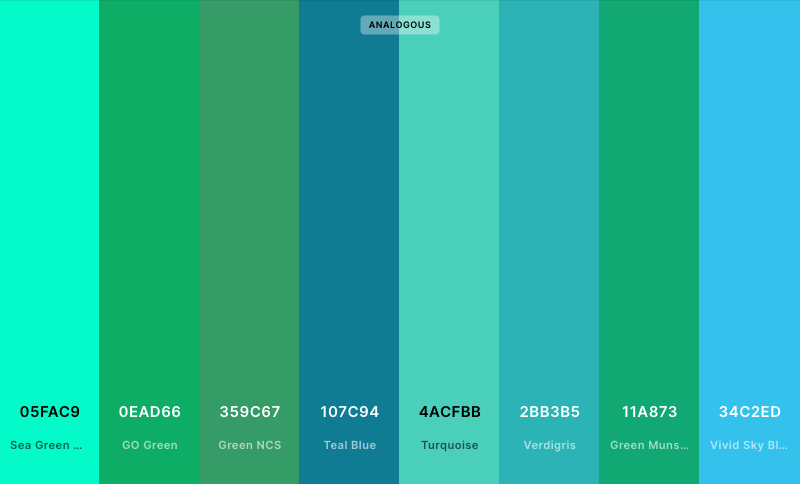 ANALOGOUS
05FAC9 0EAD66 359C67 107C94 4ACFBB 2BB3B5 11A873 34C2ED
Sea Green ... GO Green Green NCS Teal Blue Turquoise Verdigris Green Muns... Vivid Sky Bl...